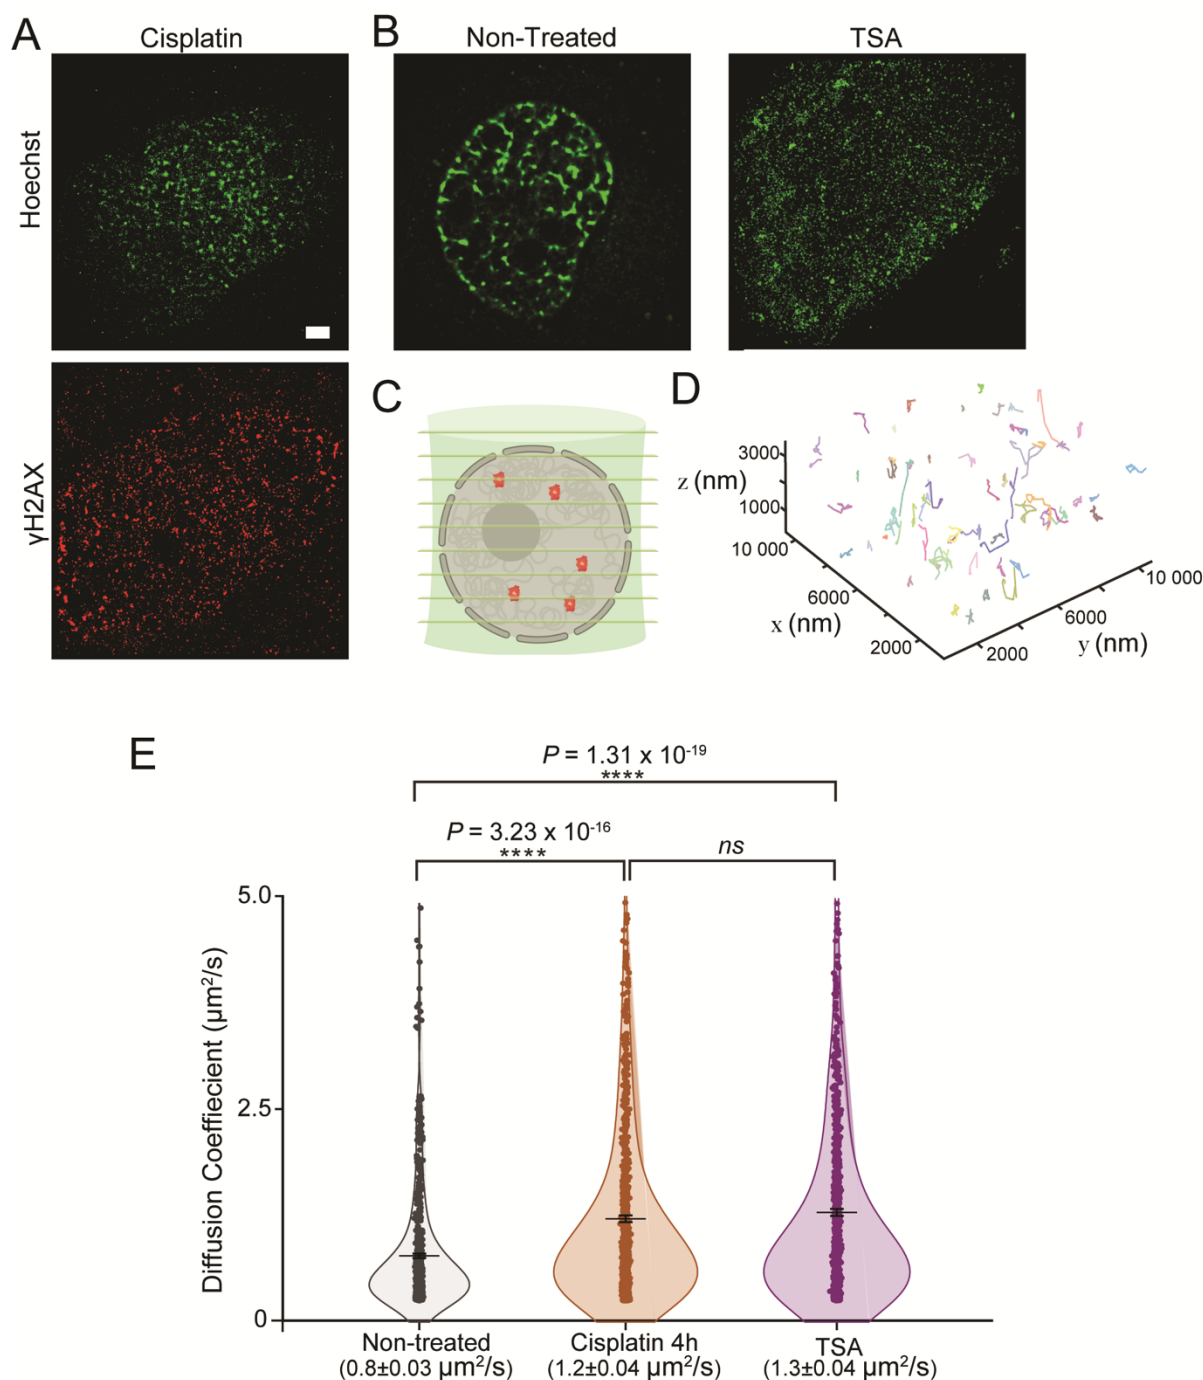 A
Cisplatin
B
Non-Treated
TSA
Hoechst
γH2AX
C
D
z (nm)
3000
1000
10 000
6000
2000
x (nm)
2000
6000
10 000
y (nm)
E
P = 1.31 x 10⁻¹⁹
****
P = 3.23 x 10⁻¹⁶
****
ns
5.0
2.5
0
Diffusion Coeffiecient (µm²/s)
Non-treated
(0.8±0.03 µm²/s)
Cisplatin 4h
(1.2±0.04 µm²/s)
TSA
(1.3±0.04 µm²/s)